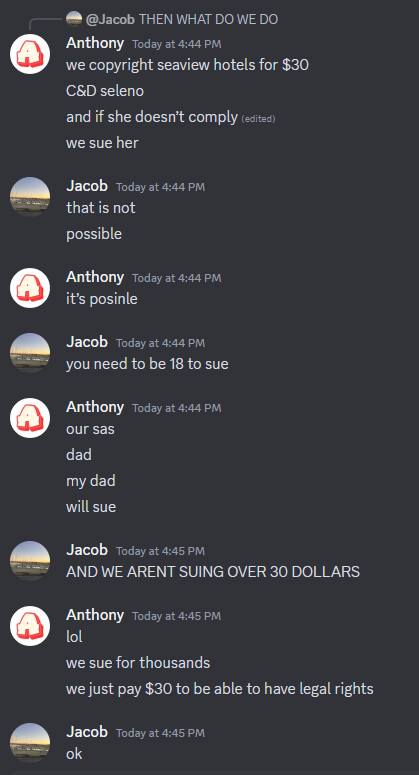 @Jacob THEN WHAT DO WE DO
Anthony Today at 4:44 PM
we copyright seaview hotels for $30
C&D seleno
and if she doesn't comply (edited)
we sue her
Jacob Today at 4:44 PM
that is not
possible
Anthony Today at 4:44 PM
it's posinle
Jacob Today at 4:44 PM
you need to be 18 to sue
Anthony Today at 4:44 PM
our sas
dad
my dad
will sue
Jacob Today at 4:45 PM
AND WE ARENT SUING OVER 30 DOLLARS
Anthony Today at 4:45 PM
lol
we sue for thousands
we just pay $30 to be able to have legal rights
Jacob Today at 4:45 PM
ok